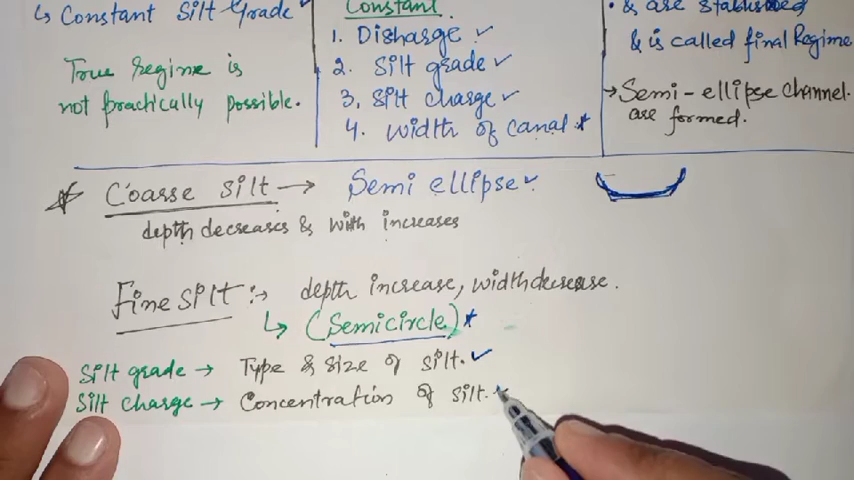 ↳ Constant Silt Grade
True Regime is
not practically possible.
Constant
1. Discharge ✓
2. Silt grade ✓
3. Silt charge ✓
4. width of canal *
& is called final Regime
→ Semi-ellipse channel.
are formed.
Coarse silt → Semi ellipse ✓
depth decreases & with increases
Fine silt :→ depth increase, width decrease.
↳ (Semicircle) *
Silt grade → Type & size of silt. ✓
Silt charge → Concentration of silt.